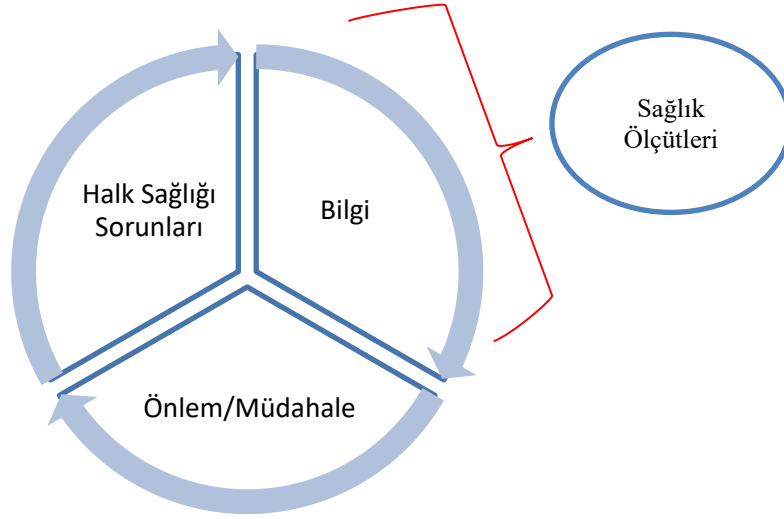 Halk Sağlığı
Sorunları
Bilgi
Sağlık
Ölçütleri
Önlem/Müdahale